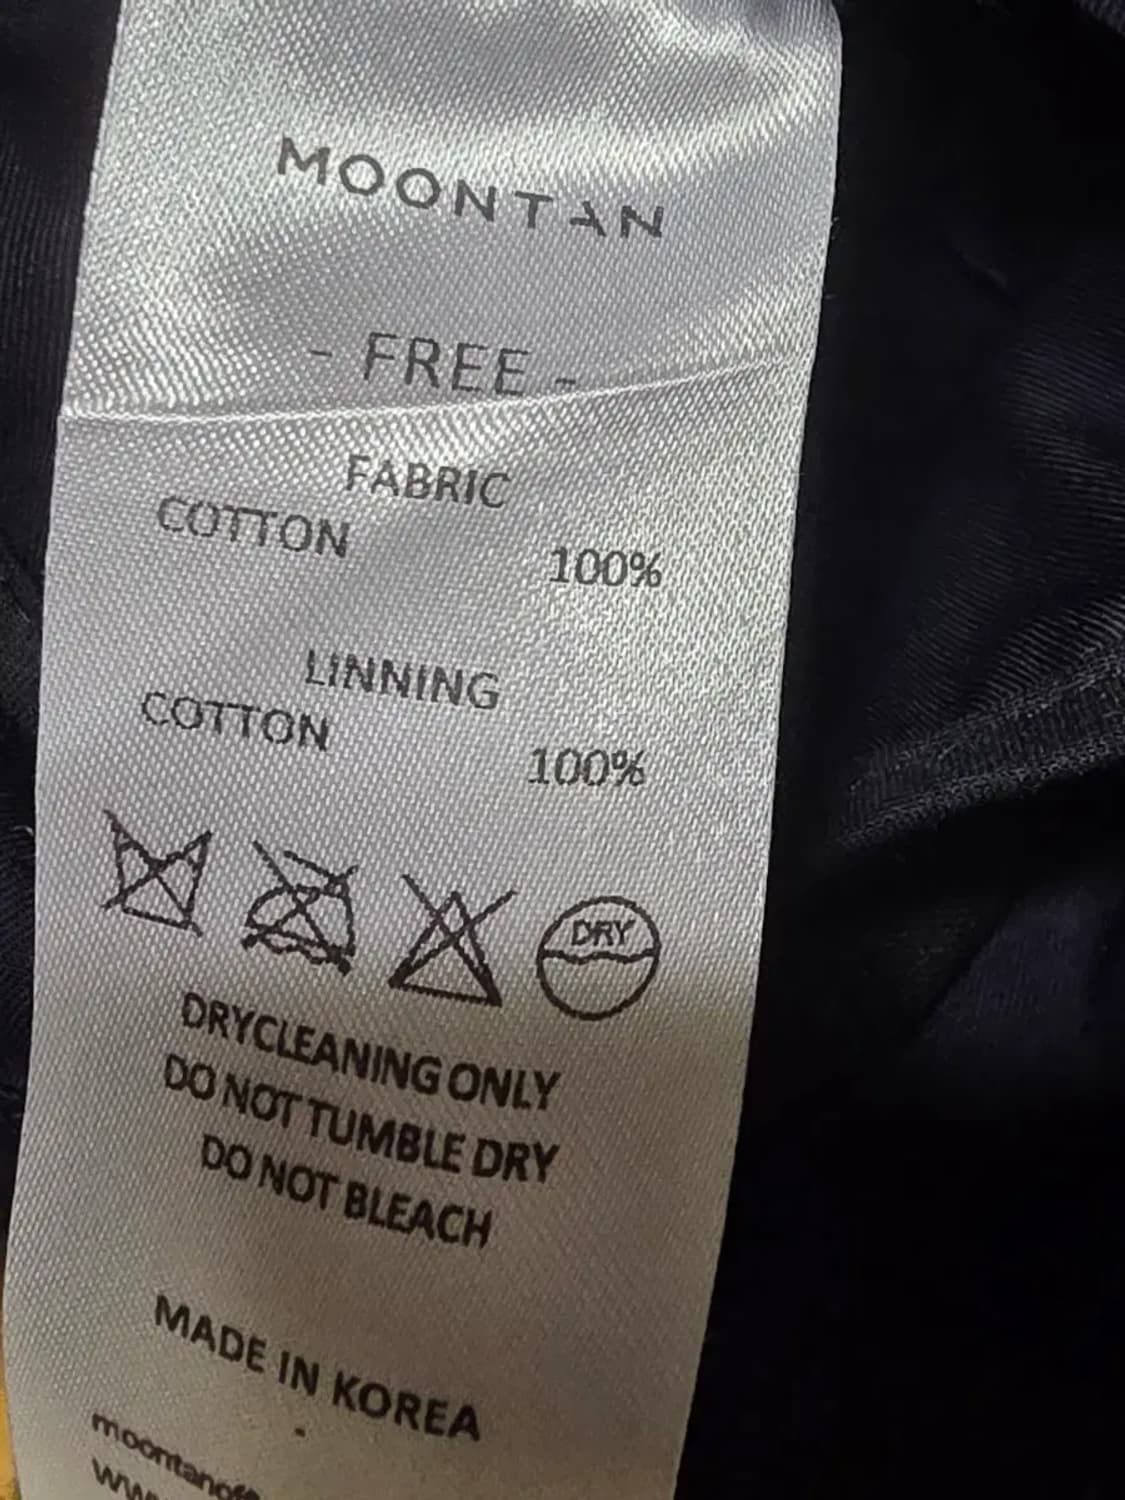 MOONTAN
- FREE -
FABRIC
COTTON 100%
LINNING
COTTON 100%
DRY
DRYCLEANING ONLY
DO NOT TUMBLE DRY
DO NOT BLEACH
MADE IN KOREA